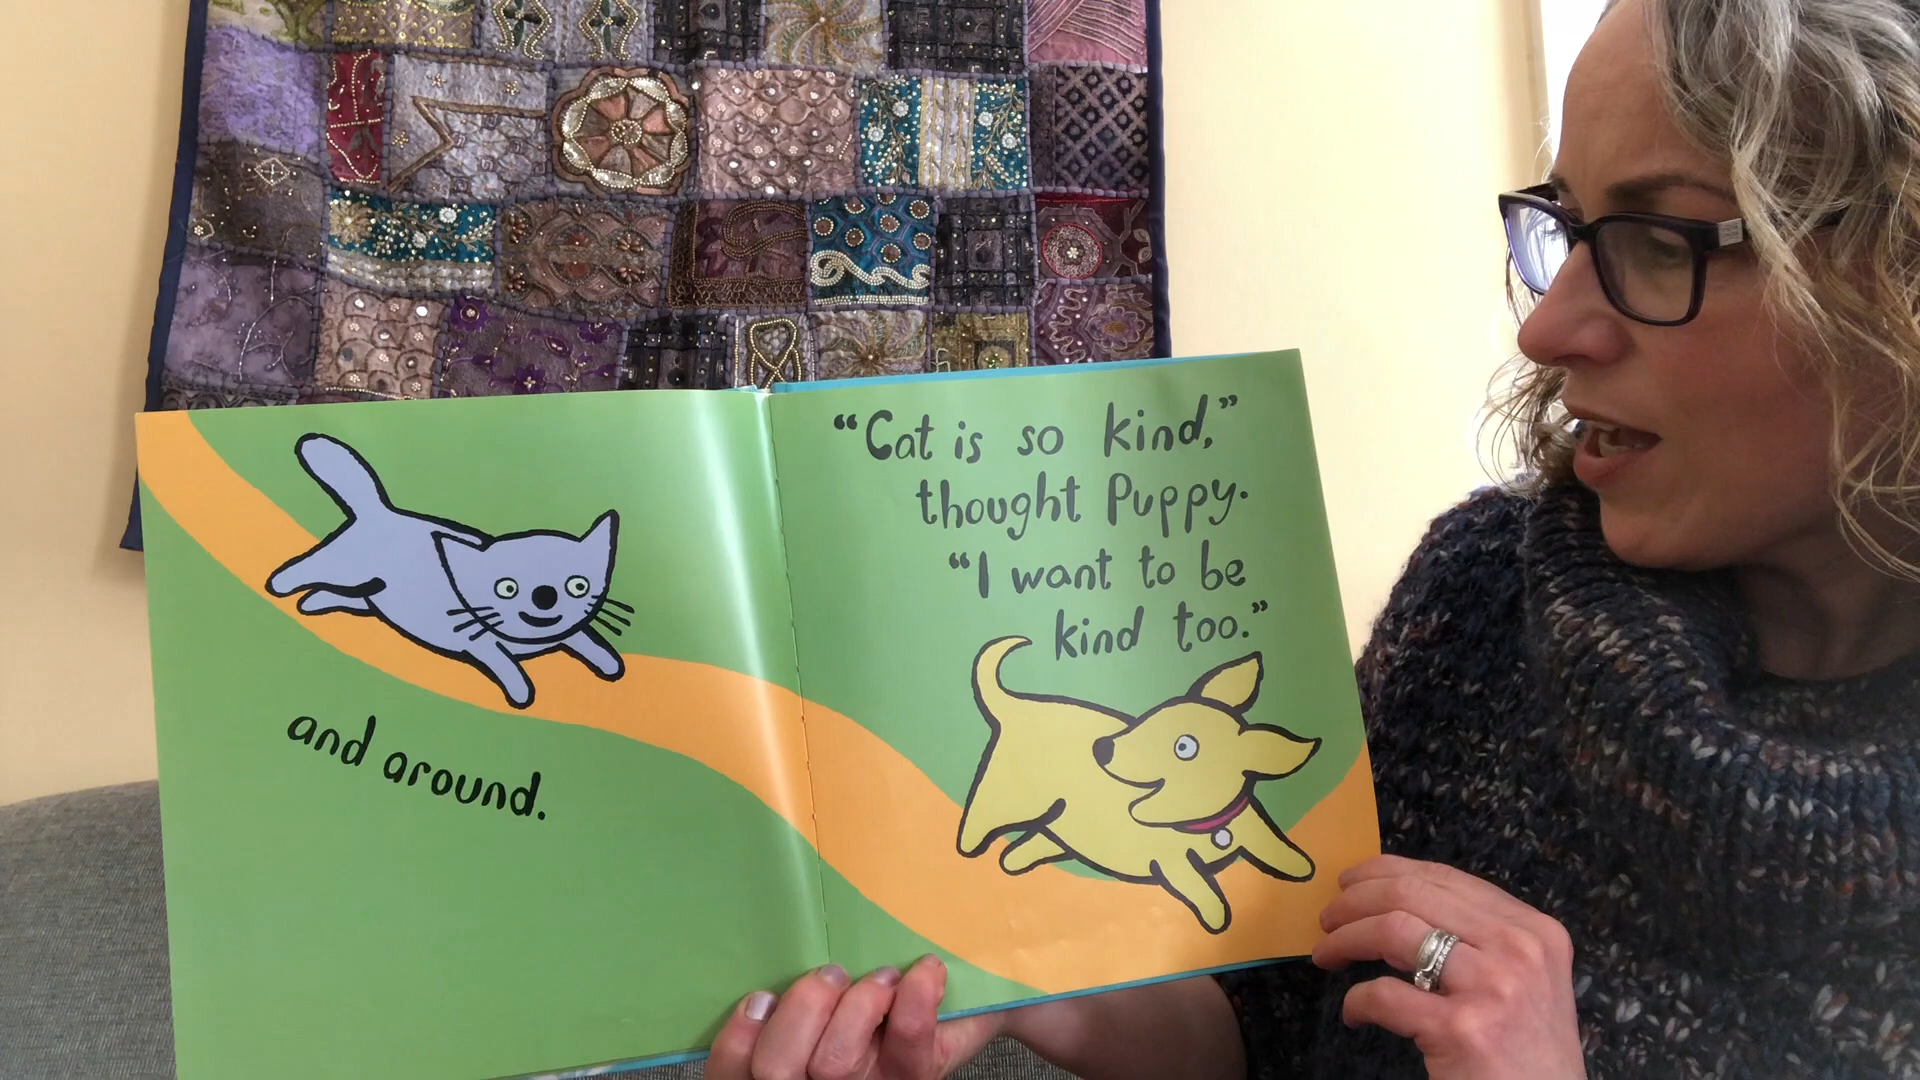 and around.
“Cat is so kind,”
thought Puppy.
“I want to be
kind too.”